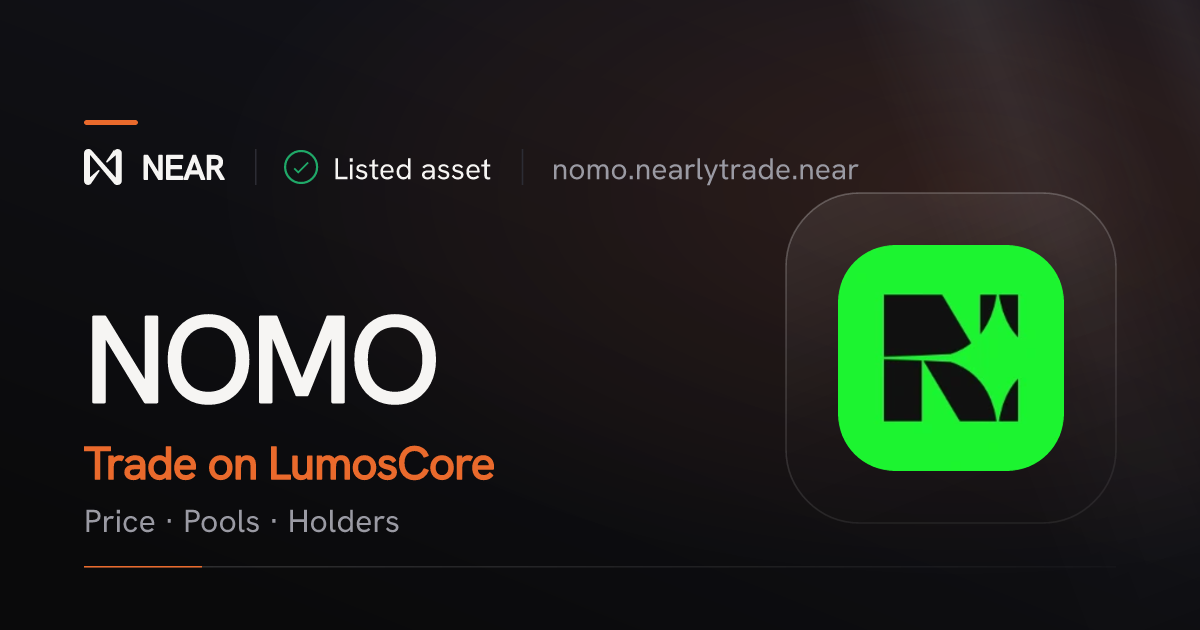 NEAR Listed asset nomo.nearlytrade.near
NOMO
Trade on LumosCore
Price · Pools · Holders